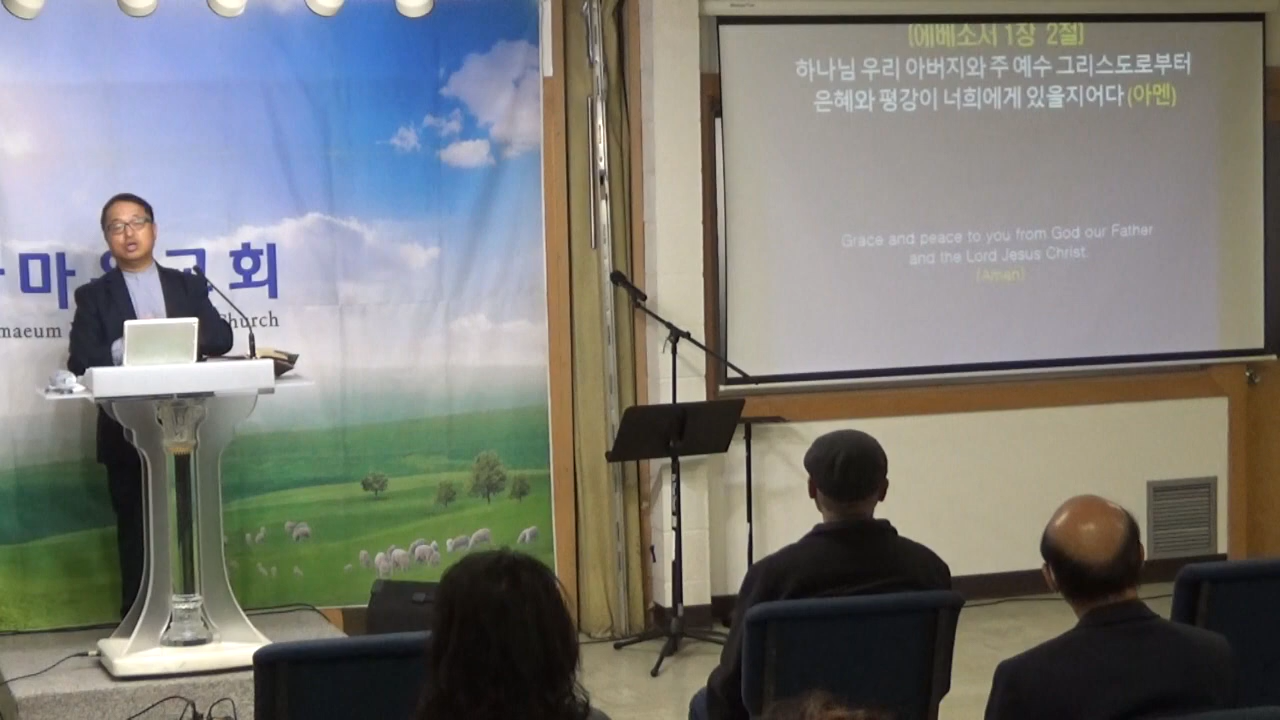 마 교회
maeum Church
(에베소서 1장 2절)
하나님 우리 아버지와 주 예수 그리스도로부터
은혜와 평강이 너희에게 있을지어다 (아멘)
Grace and peace to you from God our Father
and the Lord Jesus Christ.
(Amen)